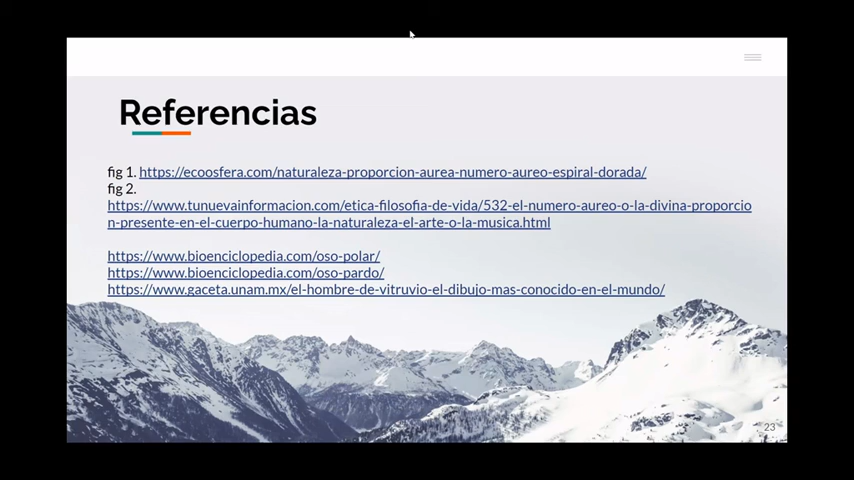 Referencias
fig 1. https://ecoosfera.com/naturaleza-proporcion-aurea-numero-aureo-espiral-dorada/
fig 2.
https://www.tunuevainformacion.com/etica-filosofia-de-vida/532-el-numero-aureo-o-la-divina-proporcio
n-presente-en-el-cuerpo-humano-la-naturaleza-el-arte-o-la-musica.html
https://www.bioenciclopedia.com/oso-polar/
https://www.bioenciclopedia.com/oso-pardo/
https://www.gaceta.unam.mx/el-hombre-de-vitruvio-el-dibujo-mas-conocido-en-el-mundo/
23